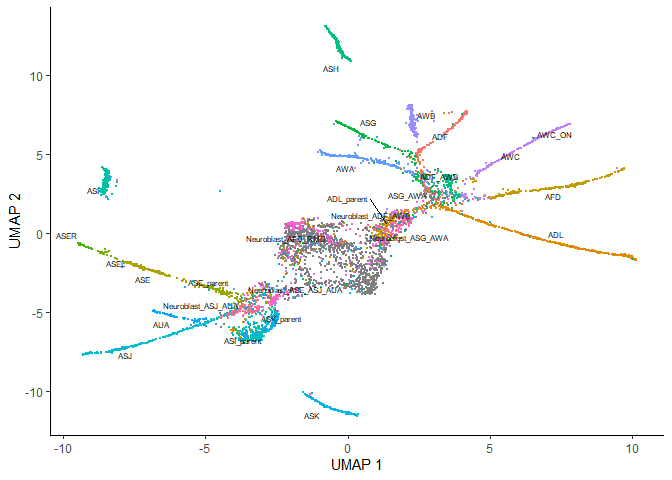 ASH
10
AWB
ASG
ADF
AWC_ON
5
AWC
AWA
ADF_AWB
ASI
ADL_parent
ASG_AWA
AFD
Neuroblast_ADF_AWB
0
ASER
Neuroblast_ASG_AWA
ADL
ASEL
ASE
ASE_parent
Neuroblast_ASE_ASJ_AUA
Neuroblast_ASJ_AUA
-5
AUA
ASK_parent
ASJ
ASI_parent
-10
ASK
-10
-5
0
5
10
UMAP 1
UMAP 2